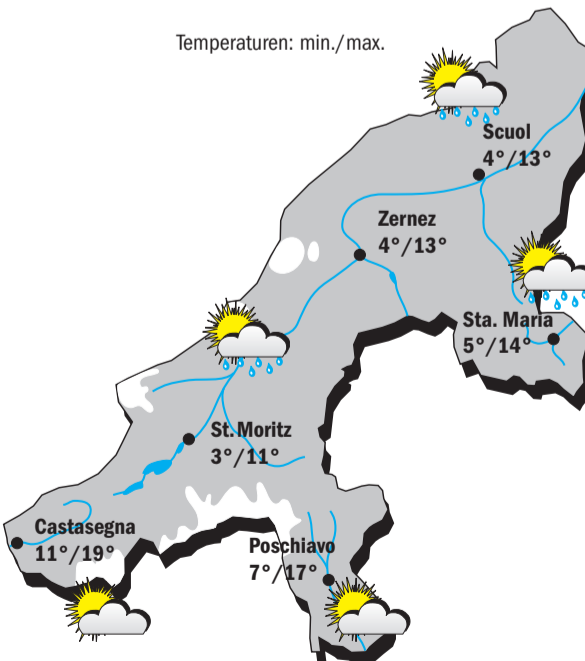 Temperaturen: min./max.
Scuol
4°/13°
Zernez
4°/13°
Sta. Maria
5°/14°
St. Moritz
3°/11°
Castasegna
11°/19°
Poschiavo
7°/17°